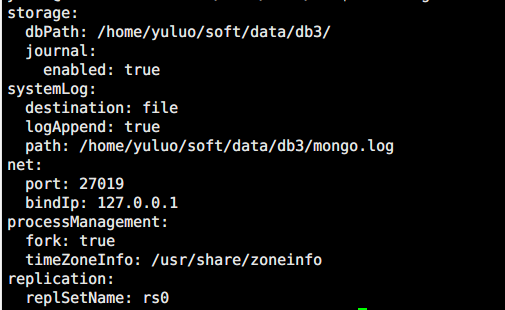 storage:
  dbPath: /home/yuluo/soft/data/db3/
  journal:
    enabled: true
systemLog:
  destination: file
  logAppend: true
  path: /home/yuluo/soft/data/db3/mongo.log
net:
  port: 27019
  bindIp: 127.0.0.1
processManagement:
  fork: true
  timeZoneInfo: /usr/share/zoneinfo
replication:
  replSetName: rs0